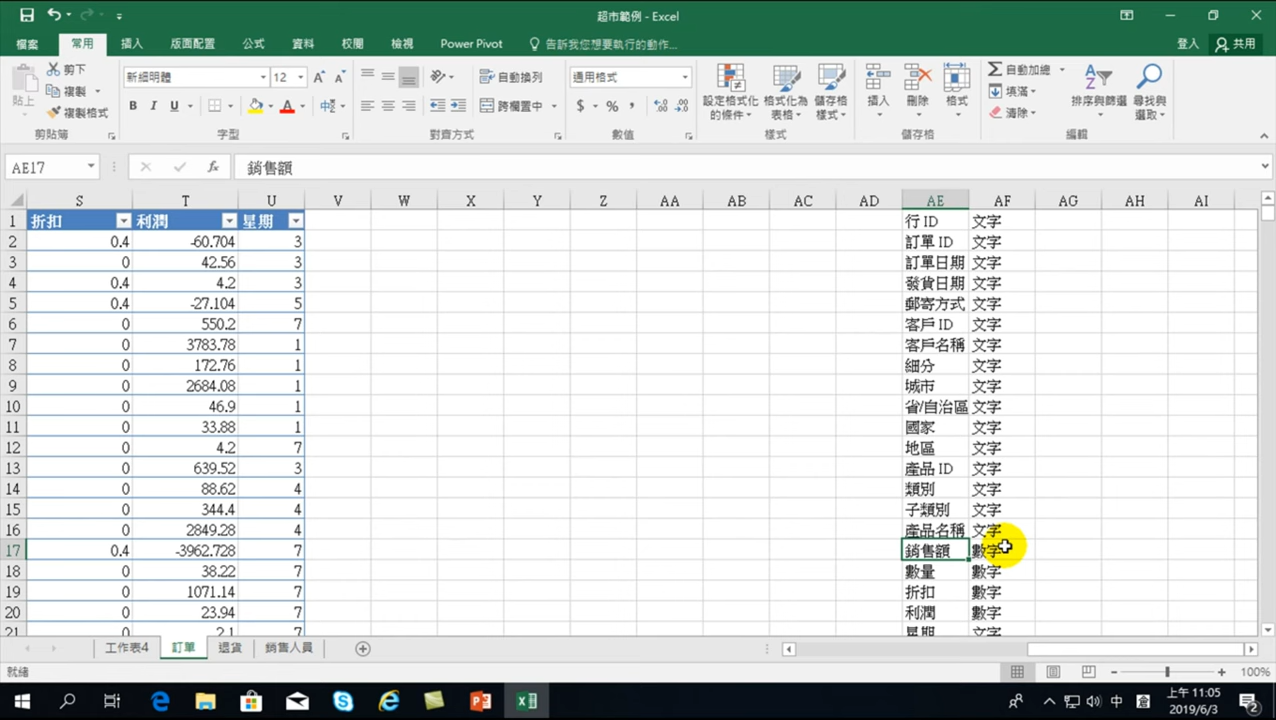 超市範例 - Excel
檔案 常用 插入 版面配置 公式 資料 校閱 檢視 Power Pivot 告訴我您想要執行的動作... 登入 共用
貼上 剪下 複製 複製格式 剪貼簿
新細明體 12 B I U A 字型
自動換列 跨欄置中 對齊方式
通用格式 $ % , 數值
設定格式化的條件 格式化為表格 儲存格樣式 樣式
插入 刪除 格式 儲存格
自動加總 填滿 清除 排序與篩選 尋找與選取 編輯
AE17 fx 銷售額
S T U V W X Y Z AA AB AC AD AE AF AG AH AI
1 折扣 利潤 星期 行 ID 文字
2 0.4 -60.704 3 訂單 ID 文字
3 0 42.56 3 訂單日期 文字
4 0.4 4.2 3 發貨日期 文字
5 0.4 -27.104 5 郵寄方式 文字
6 0 550.2 7 客戶 ID 文字
7 0 3783.78 1 客戶名稱 文字
8 0 172.76 1 細分 文字
9 0 2684.08 1 城市 文字
10 0 46.9 1 省/自治區 文字
11 0 33.88 1 國家 文字
12 0 4.2 7 地區 文字
13 0 639.52 3 產品 ID 文字
14 0 88.62 4 類別 文字
15 0 344.4 4 子類別 文字
16 0 2849.28 4 產品名稱 文字
17 0.4 -3962.728 7 銷售額 數字
18 0 38.22 7 數量 數字
19 0 1071.14 7 折扣 數字
20 0 23.94 7 利潤 數字
21 0 2.1 7 星期 文字
工作表4 訂單 退貨 銷售人員
就緒 100%
中 上午 11:05
2019/6/3 2